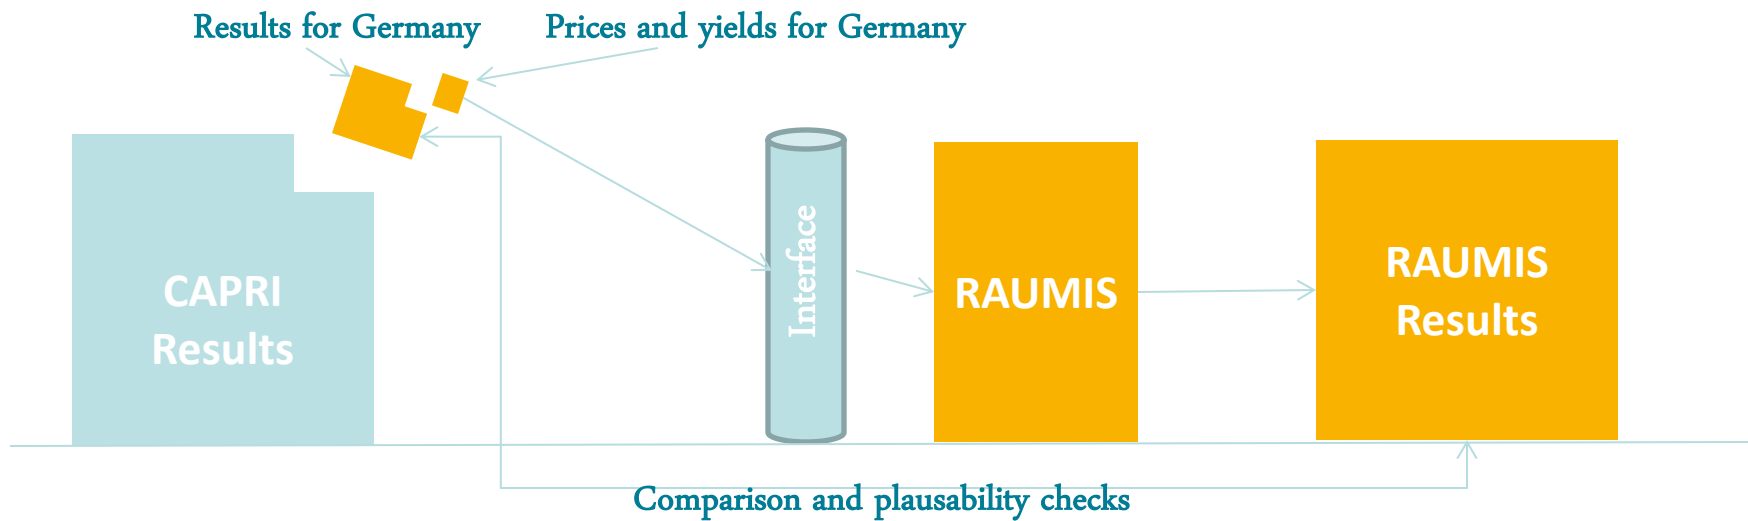 Results for Germany
Prices and yields for Germany
CAPRI
Results
Interface
RAUMIS
RAUMIS
Results
Comparison and plausability checks